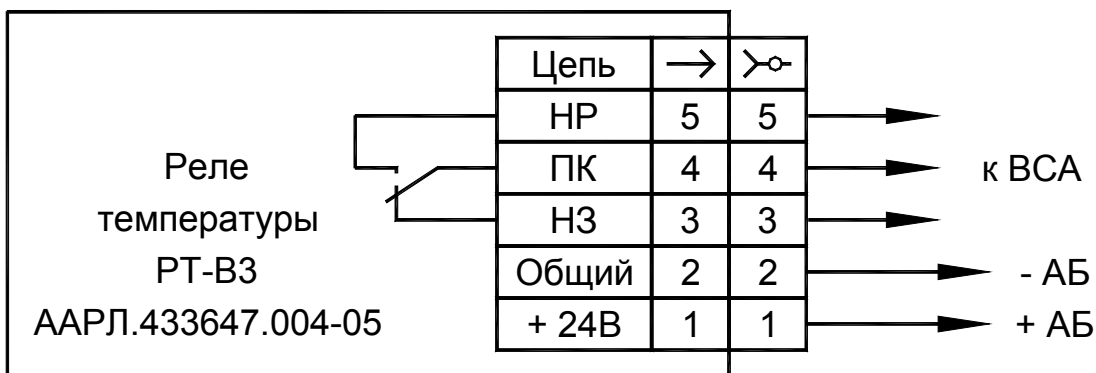 Цепь
НР 5 5
ПК 4 4 к ВСА
НЗ 3 3
Общий 2 2 - АБ
+ 24В 1 1 + АБ
Реле
температуры
РТ-В3
ААРЛ.433647.004-05